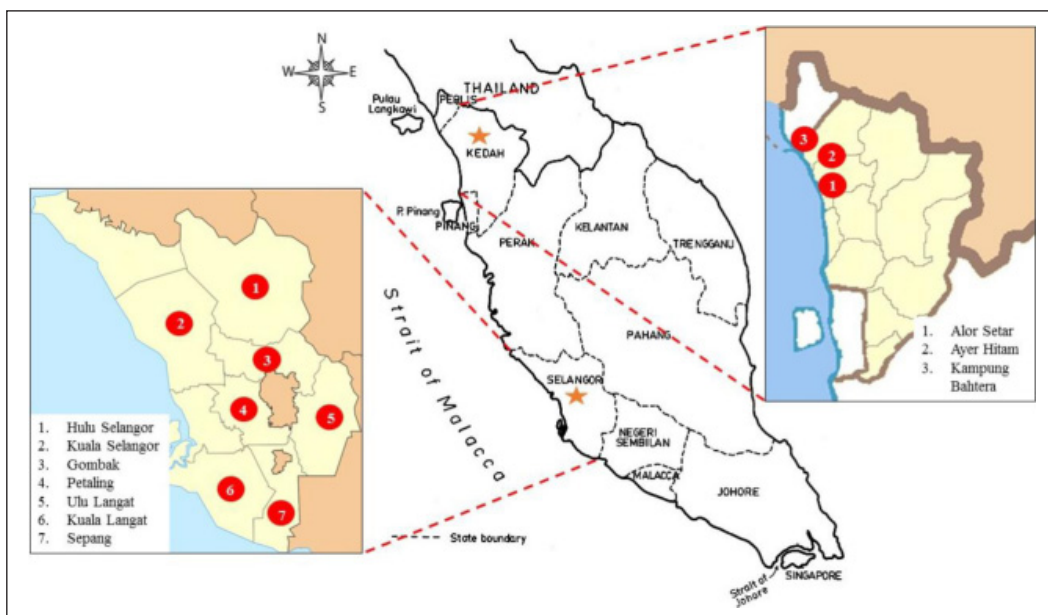 N
W E
S
THAILAND
PERLIS
Pulau
Langkawi
KEDAH
P. Pinang
PINANG
PERAK
KELANTAN
TRENGGANU
PAHANG
Strait of Malacca
SELANGOR
NEGERI
SEMBILAN
MALACCA
JOHORE
State boundary
Strait of
Johore
SINGAPORE
1
2
3
4
5
6
7
1. Hulu Selangor
2. Kuala Selangor
3. Gombak
4. Petaling
5. Ulu Langat
6. Kuala Langat
7. Sepang
3
2
1
1. Alor Setar
2. Ayer Hitam
3. Kampung
Bahtera